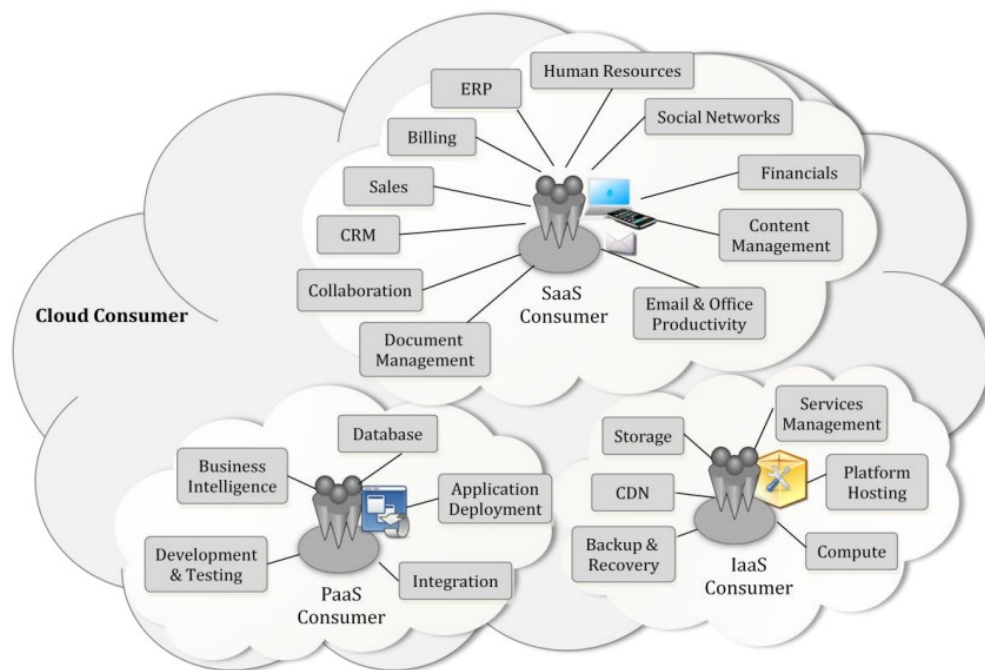 Human Resources
ERP
Social Networks
Billing
Financials
Sales
Content
Management
CRM
Collaboration
SaaS
Consumer
Email & Office
Productivity
Document
Management
Cloud Consumer
Database
Business
Intelligence
Application
Deployment
Development
& Testing
Integration
PaaS
Consumer
Services
Management
Storage
Platform
Hosting
CDN
Backup &
Recovery
Compute
IaaS
Consumer